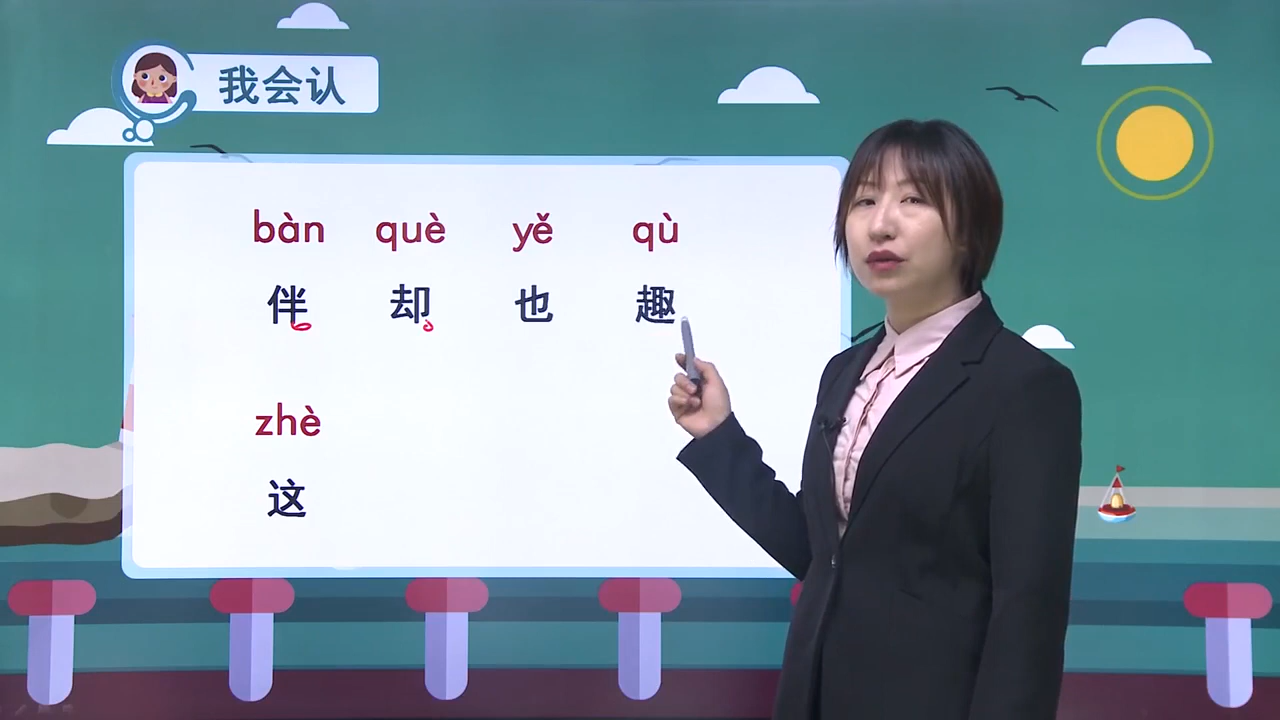 我会认
bàn què yě qù
伴 却 也 趣
zhè
这